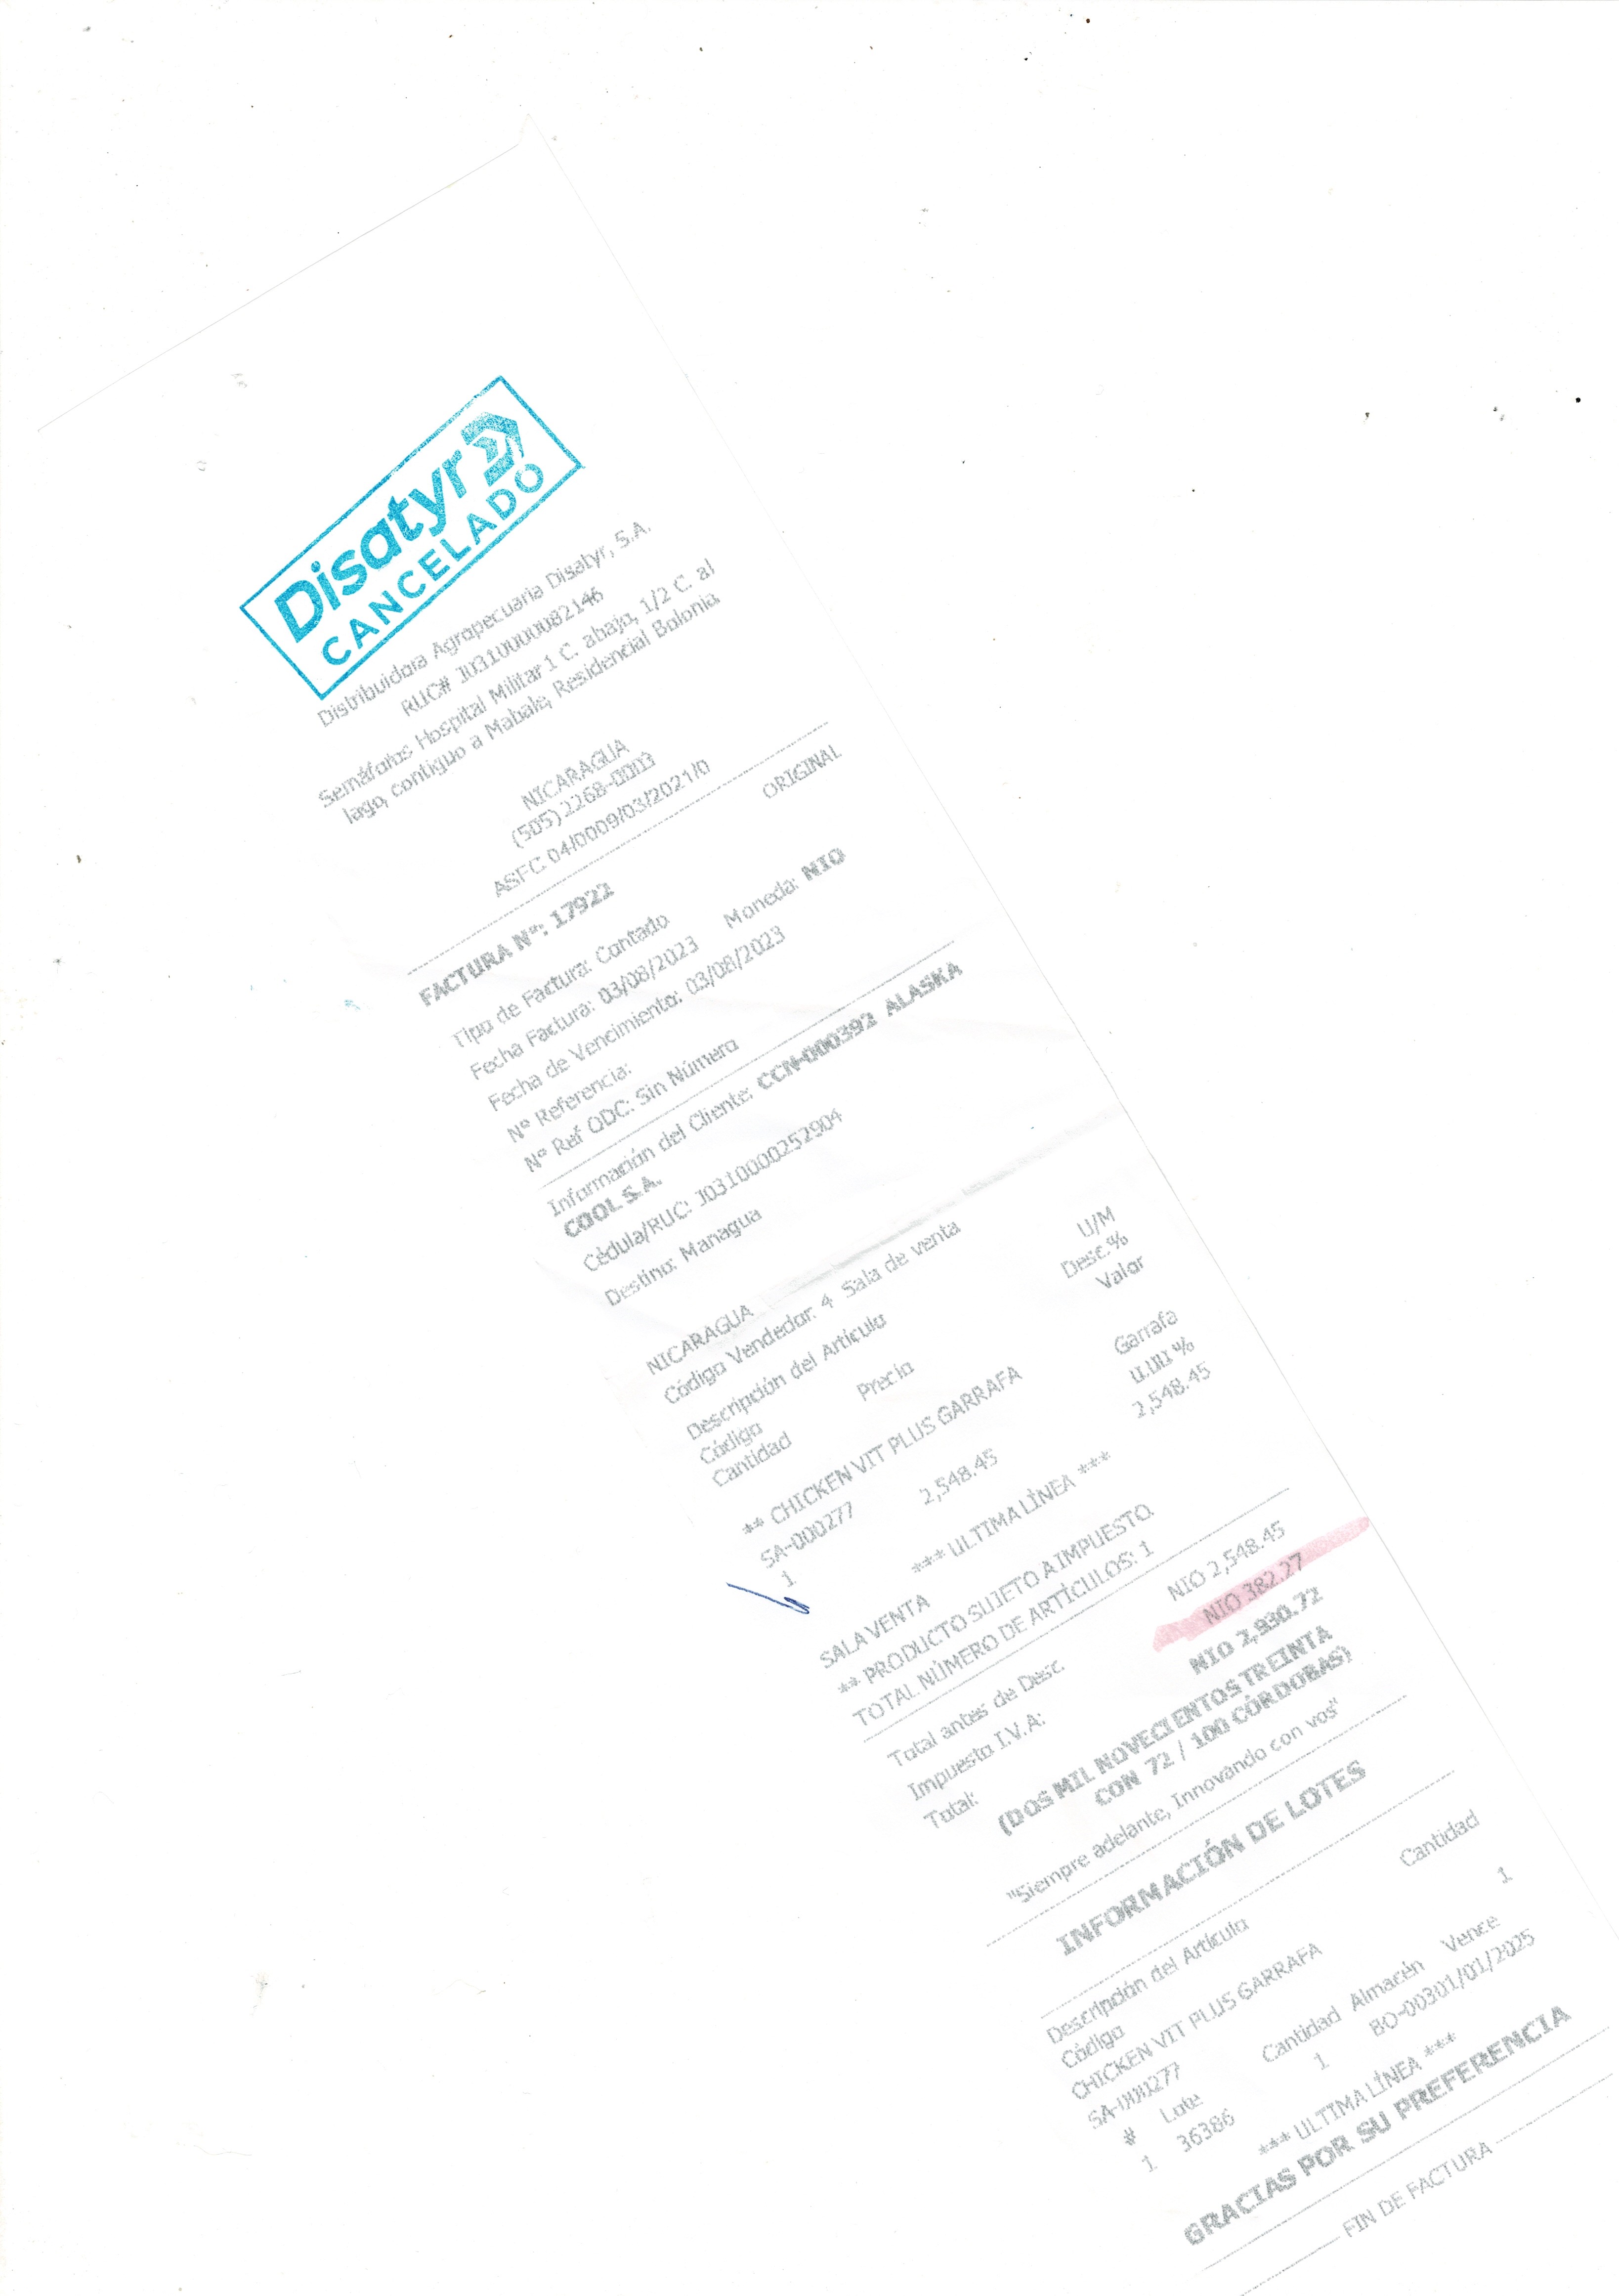 Disatyr
CANCELADO
Distribuidora Agropecuaria Disatyr, S.A.
RUC# J0310000082146
Semáforos Hospital Militar 1 C. abajo, 1/2 C. al
lago, contiguo a Mabale, Residencial Bolonia
NICARAGUA
(505) 2268-0003
ASFC 04/0009/03/2021/0
ORIGINAL
FACTURA N°: 17922
Tipo de Factura: Contado
Fecha Factura: 03/08/2023 Moneda: NIO
Fecha de Vencimiento: 03/08/2023
N° Referencia:
N° Ref ODC: Sin Número
Información del Cliente: CCN-000392 ALASKA
COOL S.A.
Cédula/RUC: J0310000252904
Destino: Managua
NICARAGUA
Código Vendedor: 4 Sala de venta
Descripción del Artículo U/M
Código Desc.%
Cantidad Precio Valor
** CHICKEN VIT PLUS GARRAFA Garrafa
SA-000277 0.00 %
1 2,548.45 2,548.45
*** ULTIMA LÍNEA ***
SALA VENTA
** PRODUCTO SUJETO A IMPUESTO.
TOTAL NÚMERO DE ARTÍCULOS: 1
Total antes de Desc. NIO 2,548.45
Impuesto I.V.A: NIO 382.27
Total: NIO 2,930.72
(DOS MIL NOVECIENTOS TREINTA
CON 72 / 100 CÓRDOBAS)
"Siempre adelante, Innovando con vos"
INFORMACIÓN DE LOTES
Descripción del Artículo
Código Cantidad
CHICKEN VIT PLUS GARRAFA
SA-000277 1
# Lote Cantidad Almacén Vence
1 36386 1 BO-00301/01/2025
*** ULTIMA LÍNEA ***
GRACIAS POR SU PREFERENCIA
FIN DE FACTURA